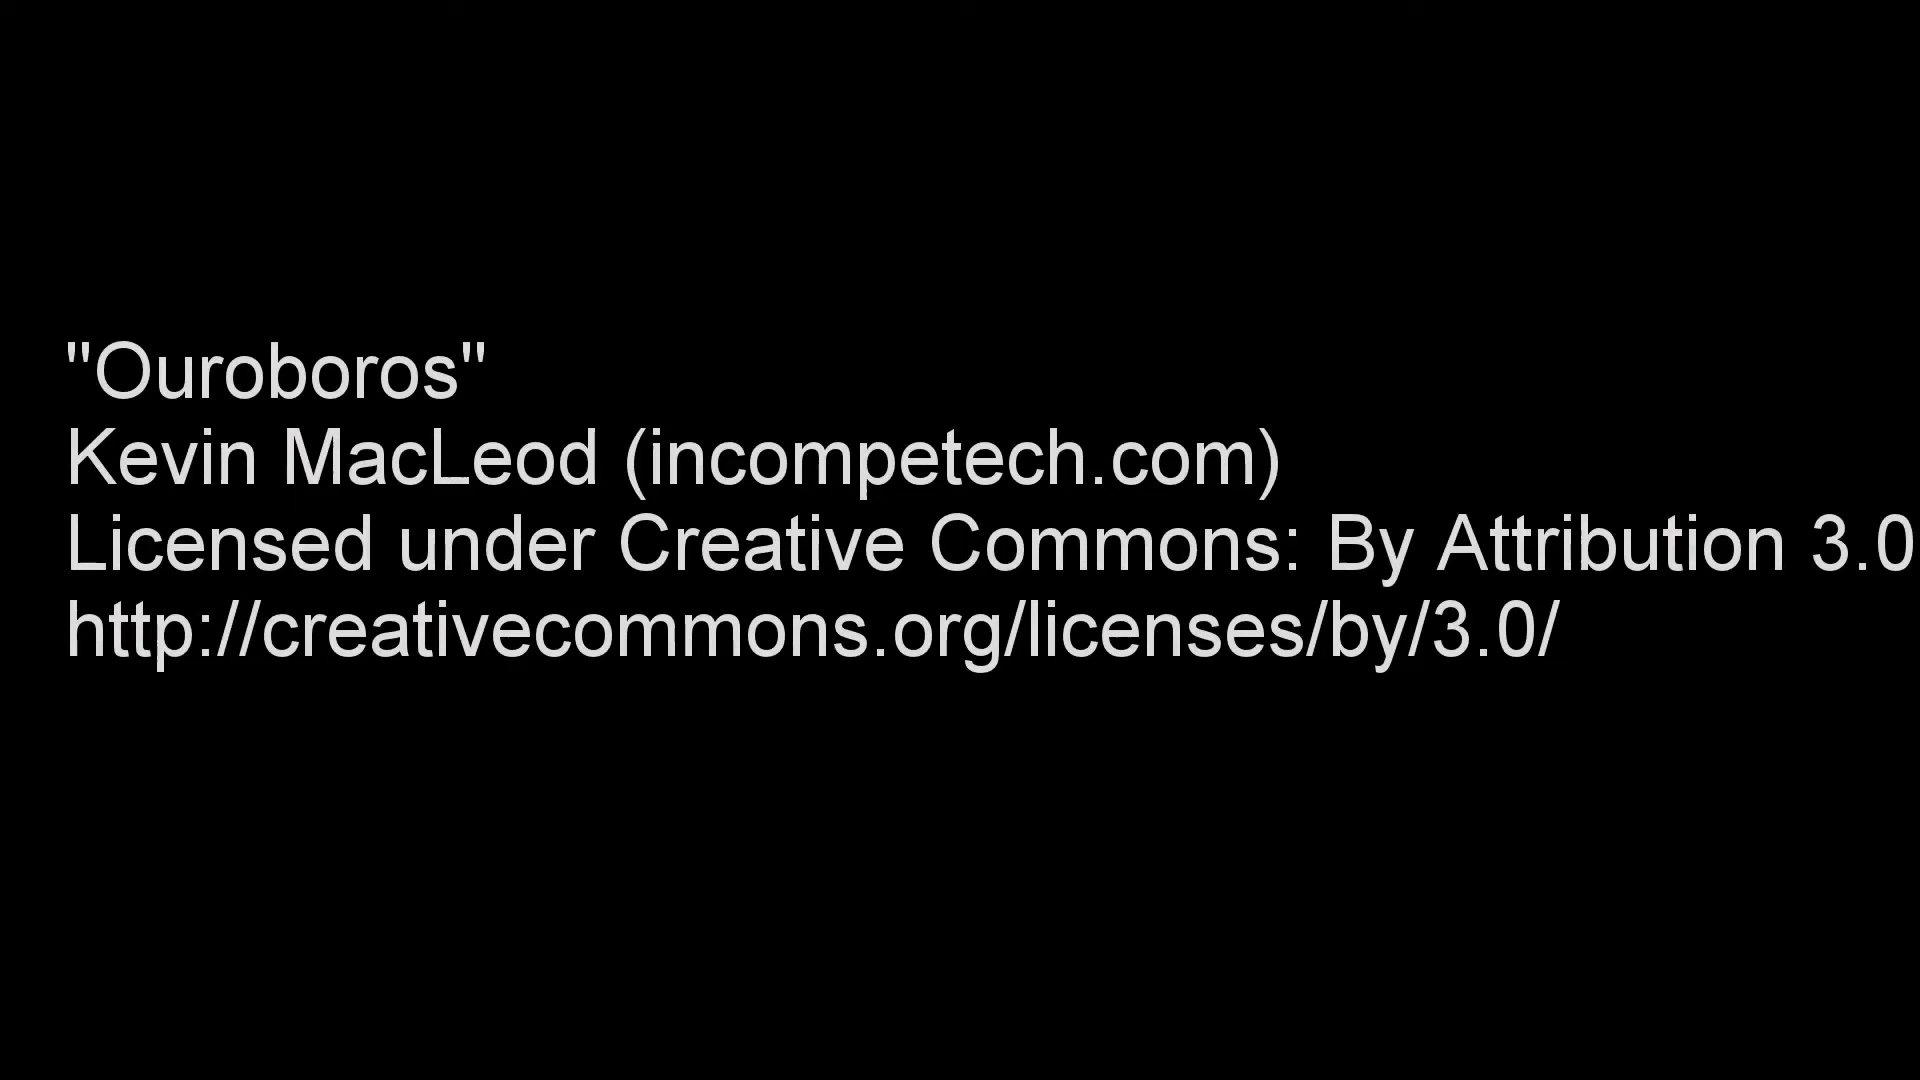 "Ouroboros"
Kevin MacLeod (incompetech.com)
Licensed under Creative Commons: By Attribution 3.0
http://creativecommons.org/licenses/by/3.0/